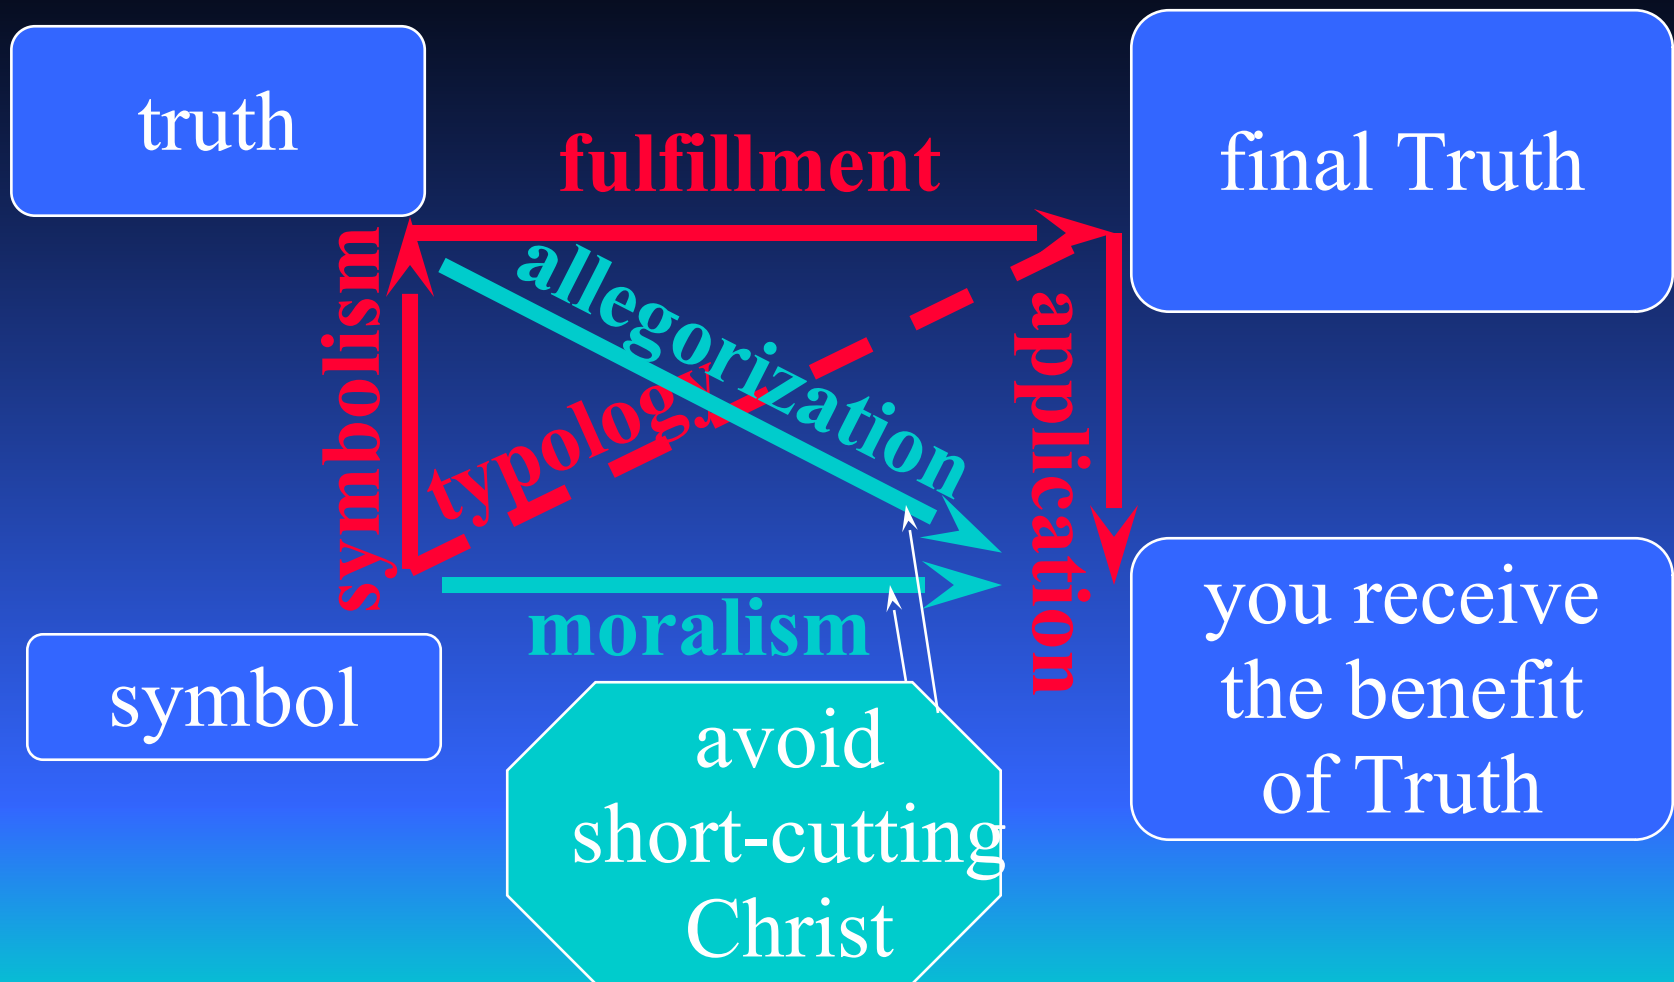 truth
final Truth
fulfillment
symbolism
allegorization
typology
application
moralism
symbol
you receive
the benefit
of Truth
avoid
short-cutting
Christ